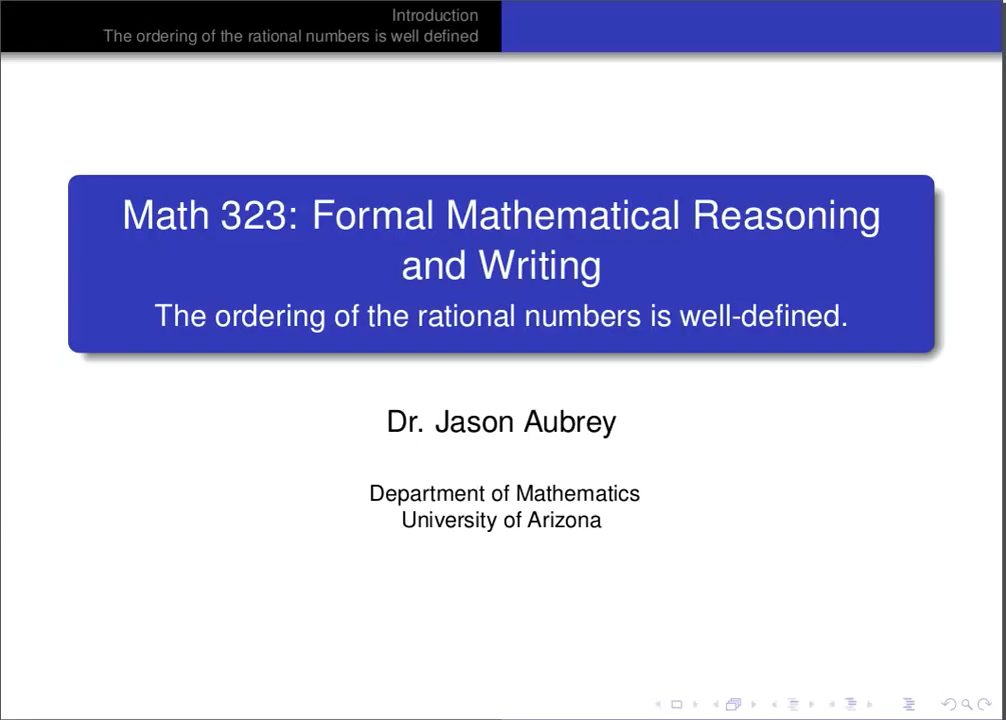 Introduction
The ordering of the rational numbers is well defined
Math 323: Formal Mathematical Reasoning
and Writing
The ordering of the rational numbers is well-defined.
Dr. Jason Aubrey
Department of Mathematics
University of Arizona